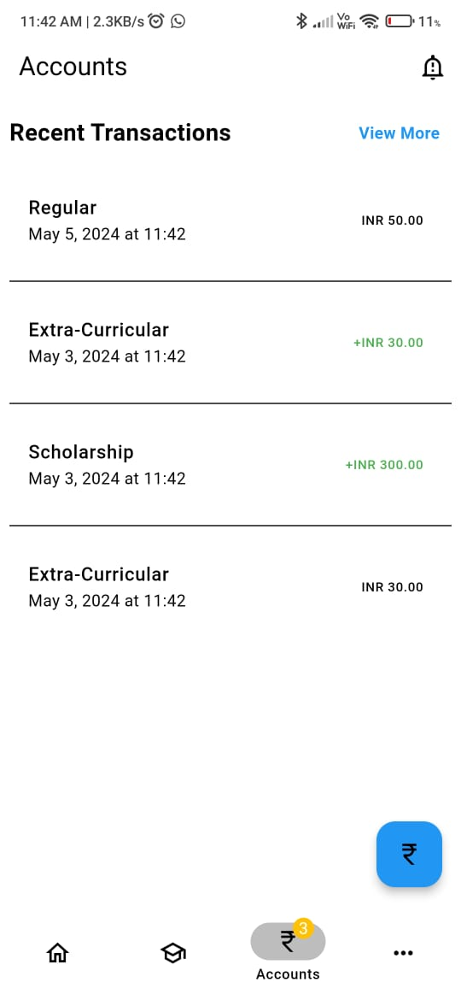 11:42 AM | 2.3KB/s Vo WiFi 11%
Accounts
Recent Transactions View More
Regular
May 5, 2024 at 11:42
INR 50.00
Extra-Curricular
May 3, 2024 at 11:42
+INR 30.00
Scholarship
May 3, 2024 at 11:42
+INR 300.00
Extra-Curricular
May 3, 2024 at 11:42
INR 30.00
₹
₹ 3
Accounts